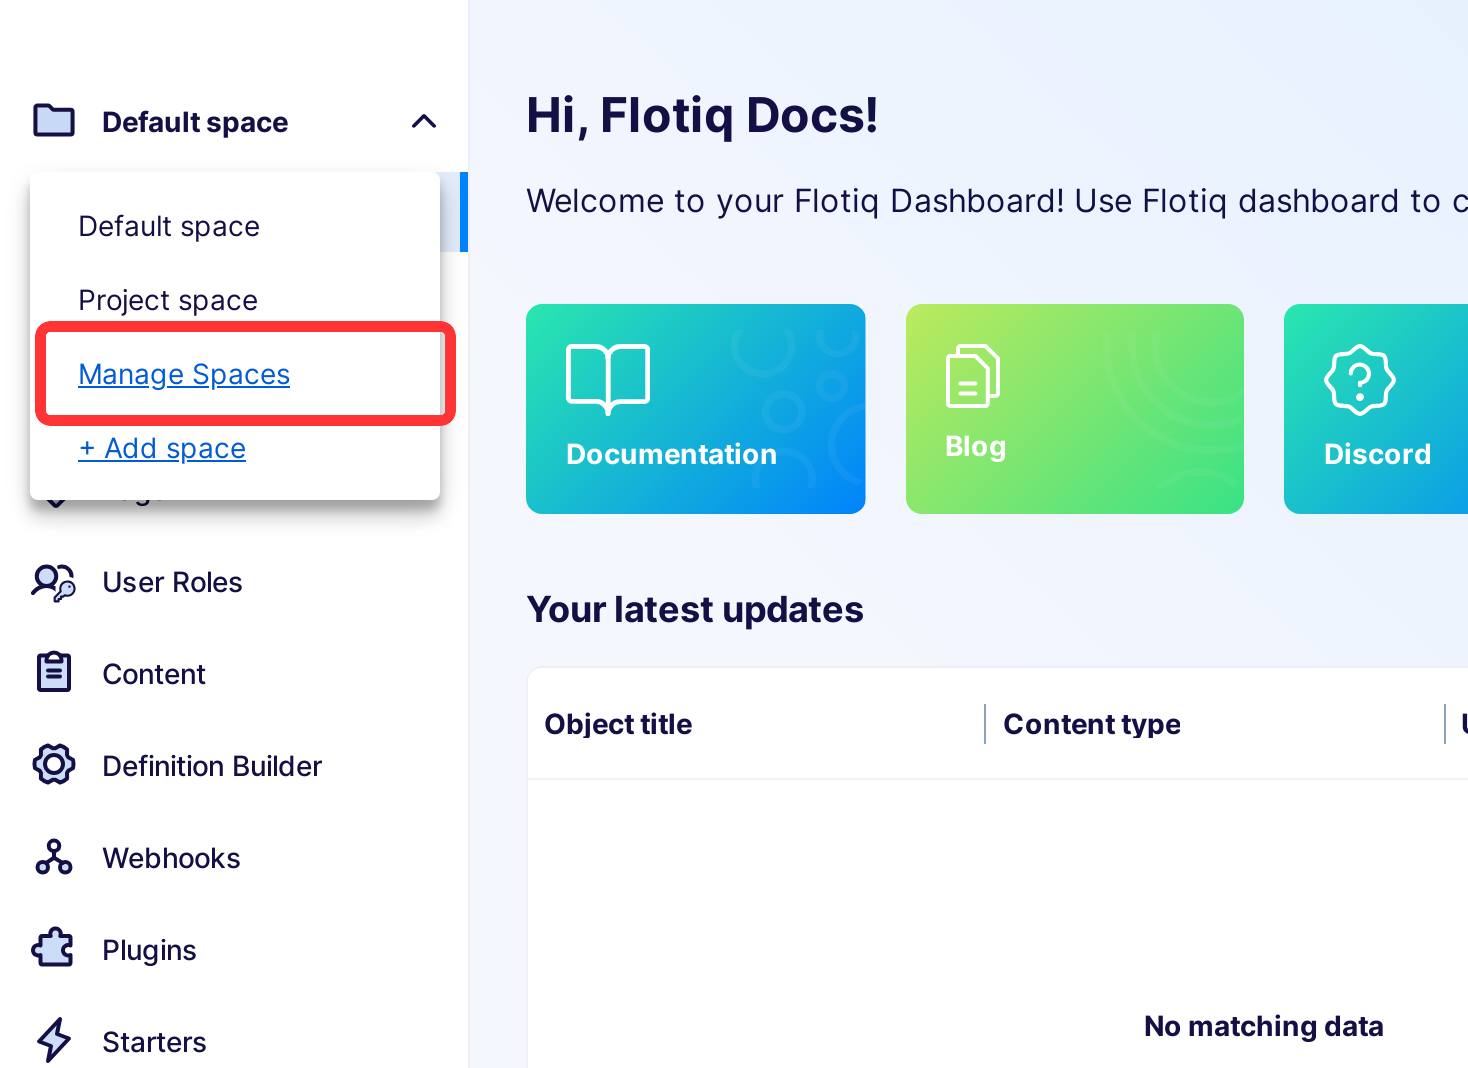 Default space
Default space
Project space
Manage Spaces
+ Add space
User Roles
Content
Definition Builder
Webhooks
Plugins
Starters
Hi, Flotiq Docs!
Welcome to your Flotiq Dashboard! Use Flotiq dashboard to c
Documentation
Blog
Discord
Your latest updates
Object title
Content type
No matching data